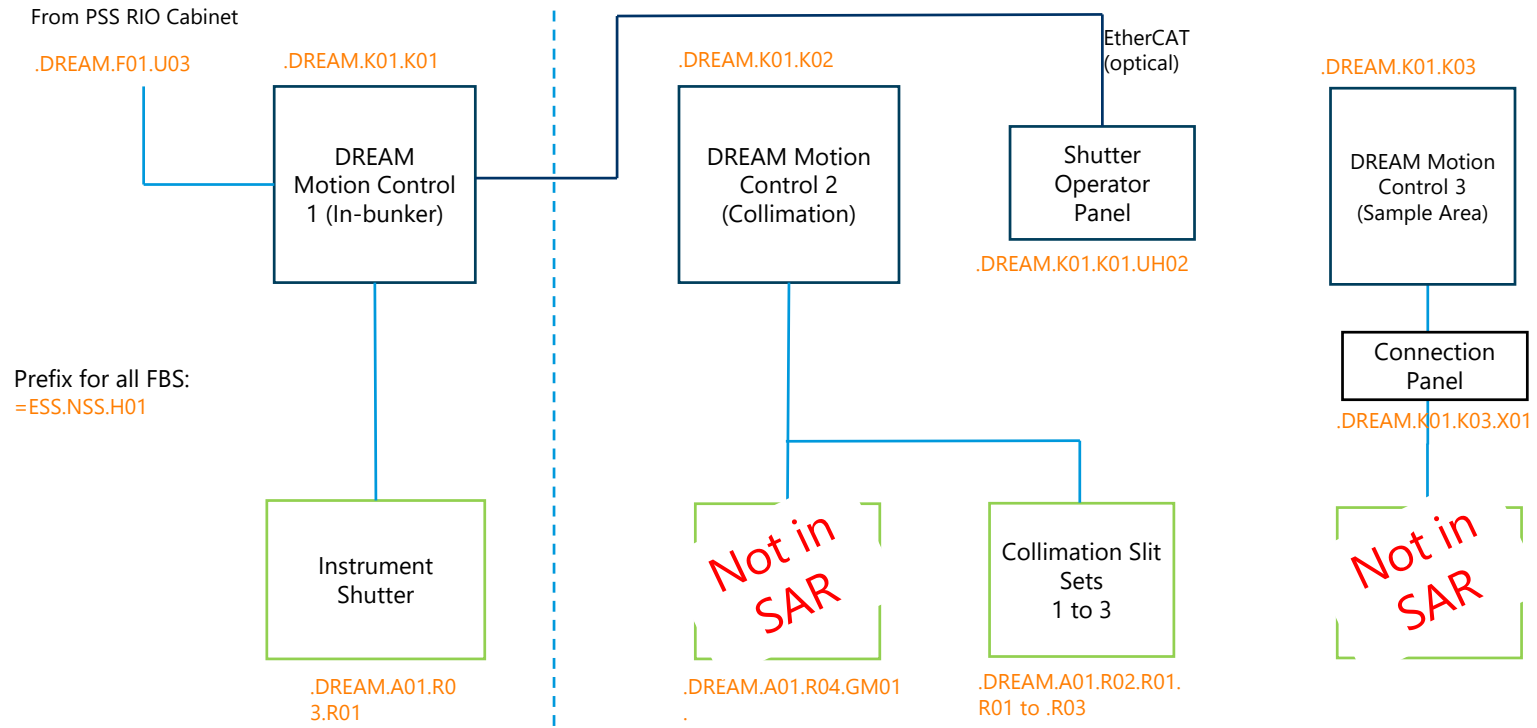 From PSS RIO Cabinet
.DREAM.F01.U03
.DREAM.K01.K01
DREAM
Motion Control
1 (In-bunker)
.DREAM.K01.K02
DREAM Motion
Control 2
(Collimation)
EtherCAT
(optical)
Shutter
Operator
Panel
.DREAM.K01.K01.UH02
.DREAM.K01.K03
DREAM Motion
Control 3
(Sample Area)
Connection
Panel
.DREAM.K01.K03.X01
Prefix for all FBS:
=ESS.NSS.H01
Instrument
Shutter
.DREAM.A01.R0
3.R01
Not in
SAR
.DREAM.A01.R04.GM01
.
Collimation Slit
Sets
1 to 3
.DREAM.A01.R02.R01.
R01 to .R03
Not in
SAR